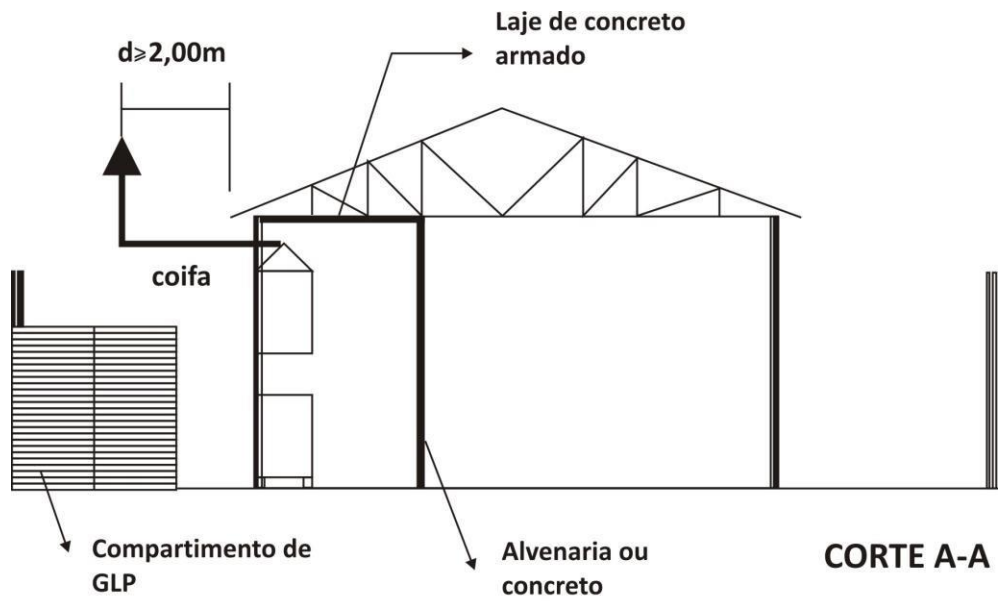 Laje de concreto
armado
d≥2,00m
coifa
Compartimento de
GLP
Alvenaria ou
concreto
CORTE A-A